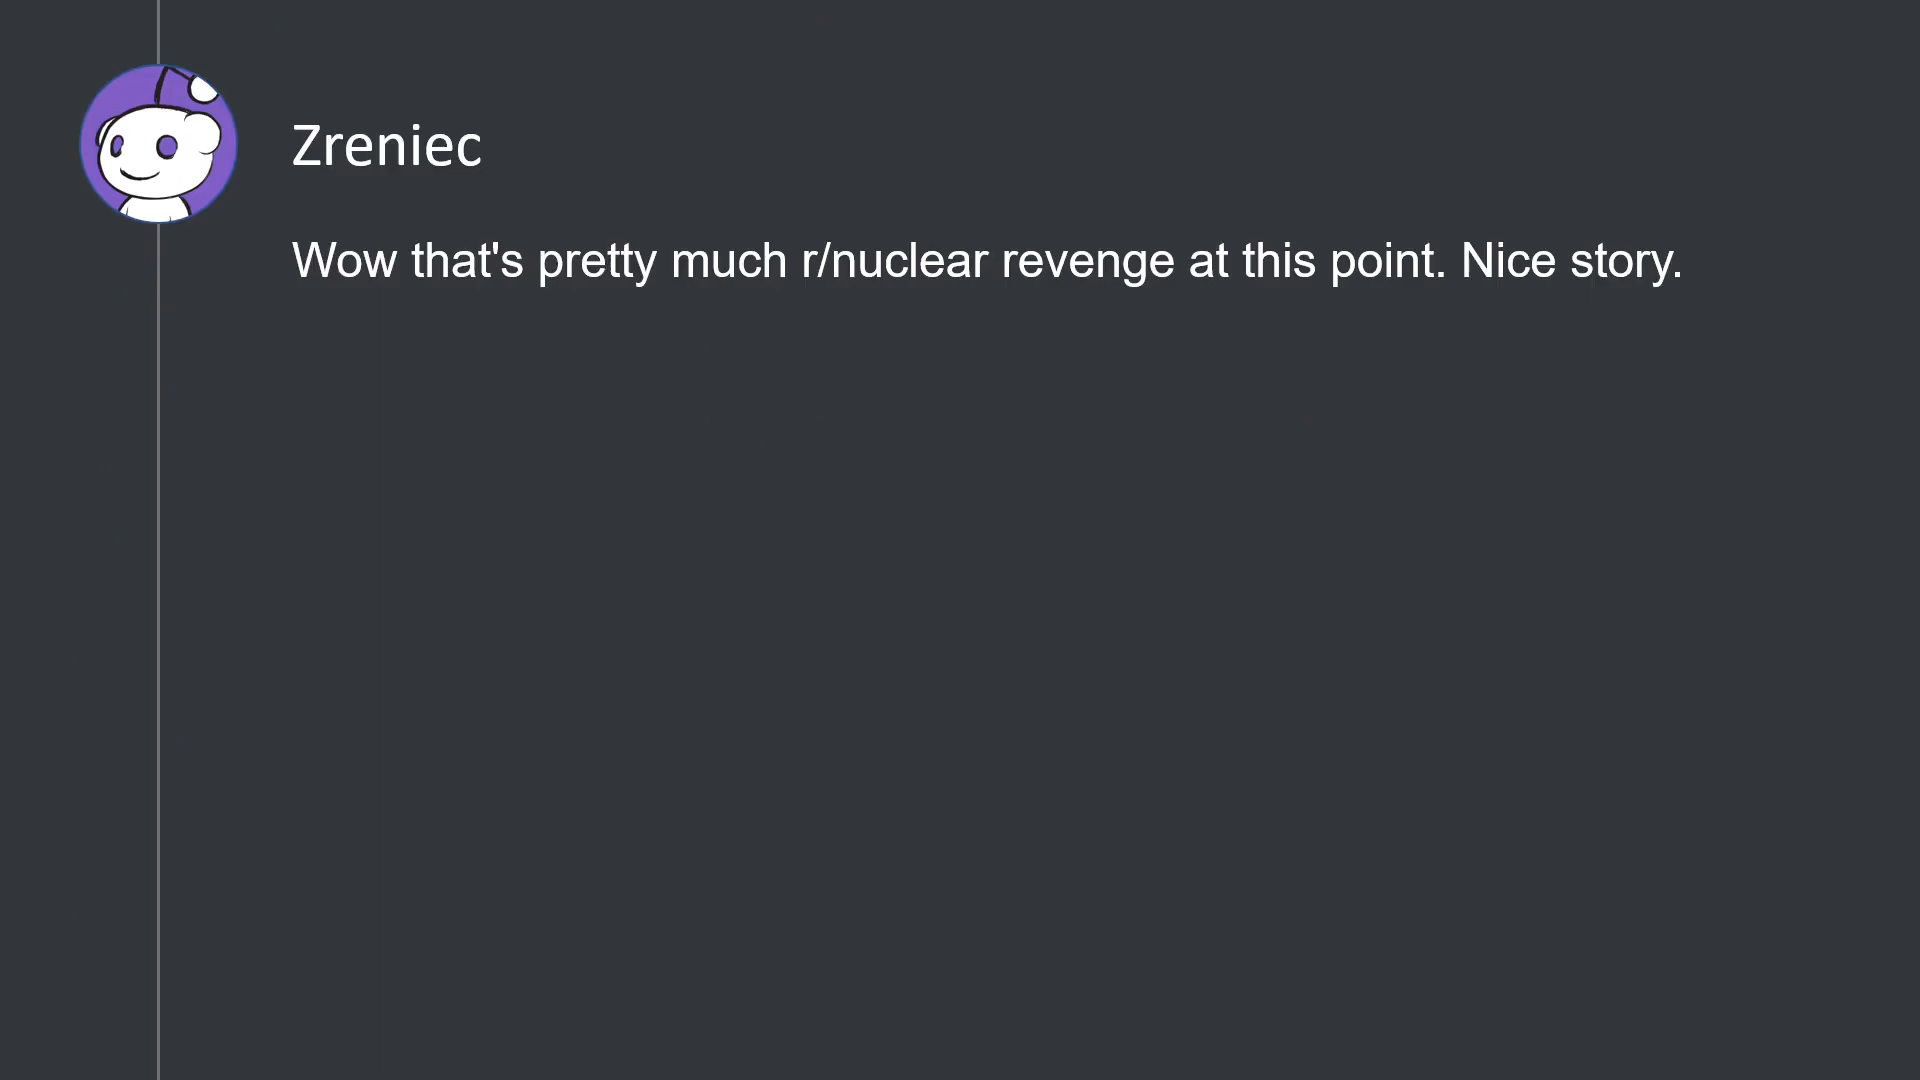 Zreniec
Wow that's pretty much r/nuclear revenge at this point. Nice story.